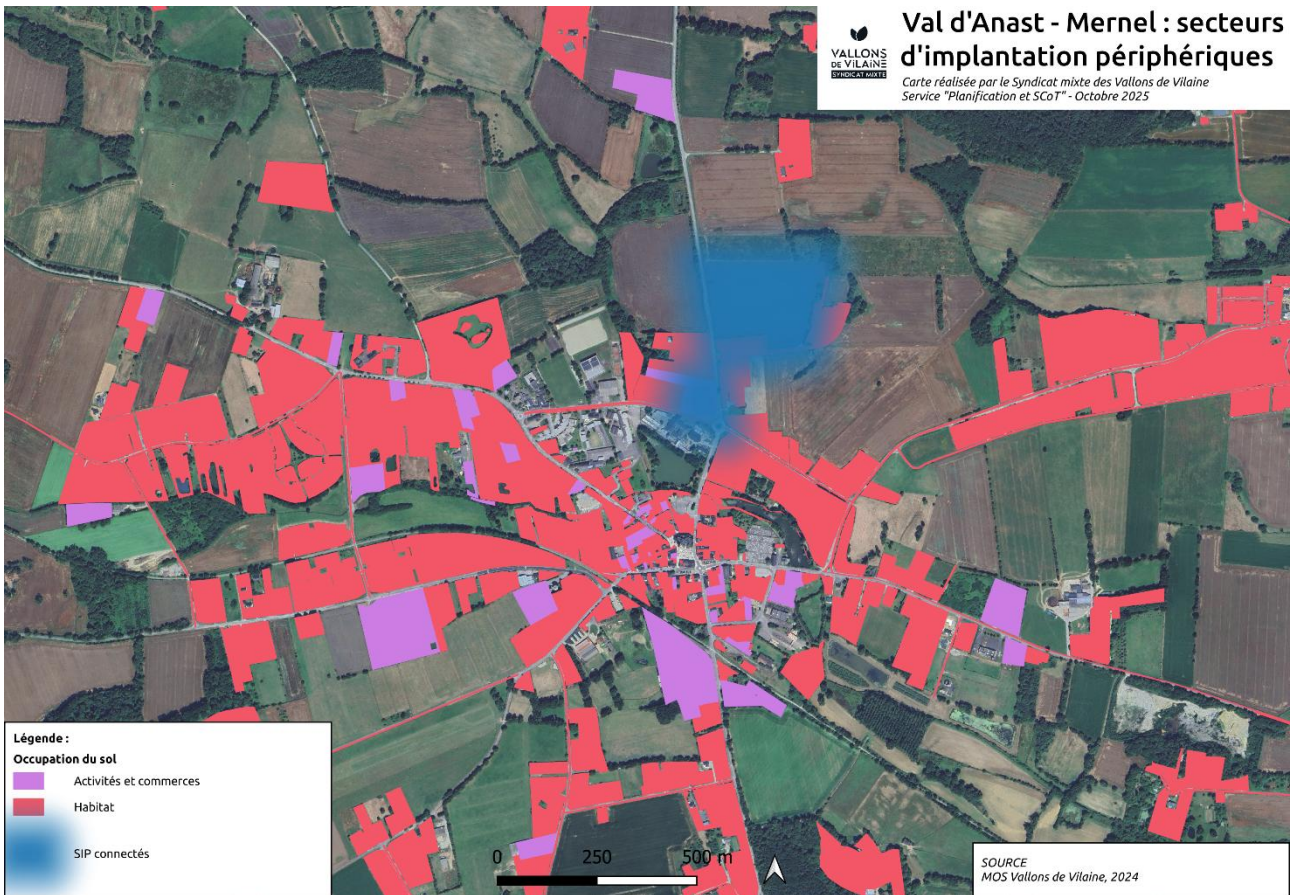 VALLONS
DE VILAINE
SYNDICAT MIXTE
Val d'Anast - Mernel : secteurs
d'implantation périphériques
Carte réalisée par le Syndicat mixte des Vallons de Vilaine
Service "Planification et SCoT" - Octobre 2025
Légende :
Occupation du sol
Activités et commerces
Habitat
SIP connectés
0 250 500 m
SOURCE
MOS Vallons de Vilaine, 2024